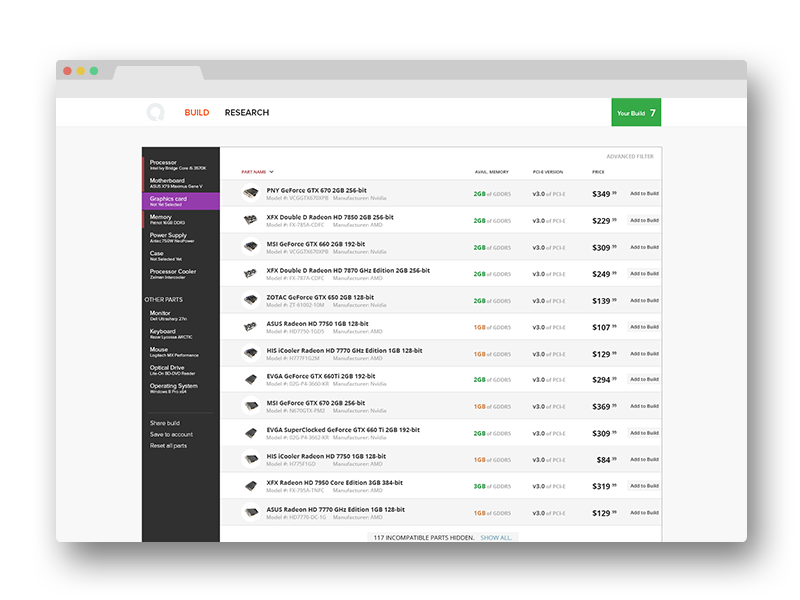 BUILD RESEARCH
Your Build 7
Processor
Intel Ivy Bridge Core i5 3570K
Motherboard
ASUS X79 Maximus Gene V
Graphics card
Not Yet Selected
Memory
Patriot 16GB DDR3
Power Supply
Antec 750W NeoPower
Case
Not Selected Yet
Processor Cooler
Zalman Intercooler
OTHER PARTS
Monitor
Dell Ultrasharp 27in
Keyboard
Razer Lycossa ARCTIC
Mouse
Logitech MX Performance
Optical Drive
Lite-On BD-DVD Reader
Operating System
Windows 8 Pro x64
Share build
Save to account
Reset all parts
ADVANCED FILTER
PART NAME AVAIL. MEMORY PCI-E VERSION PRICE
PNY GeForce GTX 670 2GB 256-bit 2GB of GDDR5 v3.0 of PCI-E $349 99 Add to Build
Model #: VCGGTX670XPB Manufacturer: Nvidia
XFX Double D Radeon HD 7850 2GB 256-bit 2GB of GDDR5 v3.0 of PCI-E $229 99 Add to Build
Model #: FX-785A-CDFC Manufacturer: AMD
MSI GeForce GTX 660 2GB 192-bit 2GB of GDDR5 v3.0 of PCI-E $309 99 Add to Build
Model #: VCGGTX670XPB Manufacturer: Nvidia
XFX Double D Radeon HD 7870 GHz Edition 2GB 256-bit 2GB of GDDR5 v3.0 of PCI-E $249 99 Add to Build
Model #: FX-787A-CDFC Manufacturer: AMD
ZOTAC GeForce GTX 650 2GB 128-bit 2GB of GDDR5 v3.0 of PCI-E $139 99 Add to Build
Model #: ZT-61002-10M Manufacturer: Nvidia
ASUS Radeon HD 7750 1GB 128-bit 1GB of GDDR5 v3.0 of PCI-E $107 99 Add to Build
Model #: HD7750-1GD5 Manufacturer: AMD
HIS iCooler Radeon HD 7770 GHz Edition 1GB 128-bit 1GB of GDDR5 v3.0 of PCI-E $129 99 Add to Build
Model #: H777F1G2M Manufacturer: AMD
EVGA GeForce GTX 660Ti 2GB 192-bit 2GB of GDDR5 v3.0 of PCI-E $294 99 Add to Build
Model #: 02G-P4-3660-KR Manufacturer: Nvidia
MSI GeForce GTX 670 2GB 256-bit 1GB of GDDR5 v3.0 of PCI-E $369 99 Add to Build
Model #: N670GTX-PM2 Manufacturer: Nvidia
EVGA SuperClocked GeForce GTX 660 Ti 2GB 192-bit 2GB of GDDR5 v3.0 of PCI-E $309 99 Add to Build
Model #: 02G-P4-3662-KR Manufacturer: Nvidia
HIS iCooler Radeon HD 7750 1GB 128-bit 1GB of GDDR5 v3.0 of PCI-E $84 99 Add to Build
Model #: H775F1GD Manufacturer: AMD
XFX Radeon HD 7950 Core Edition 3GB 384-bit 3GB of GDDR5 v3.0 of PCI-E $319 99 Add to Build
Model #: FX-795A-TNFC Manufacturer: AMD
ASUS Radeon HD 7770 GHz Edition 1GB 128-bit 1GB of GDDR5 v3.0 of PCI-E $129 99 Add to Build
Model #: HD7770-DC-1G Manufacturer: AMD
117 INCOMPATIBLE PARTS HIDDEN. SHOW ALL.